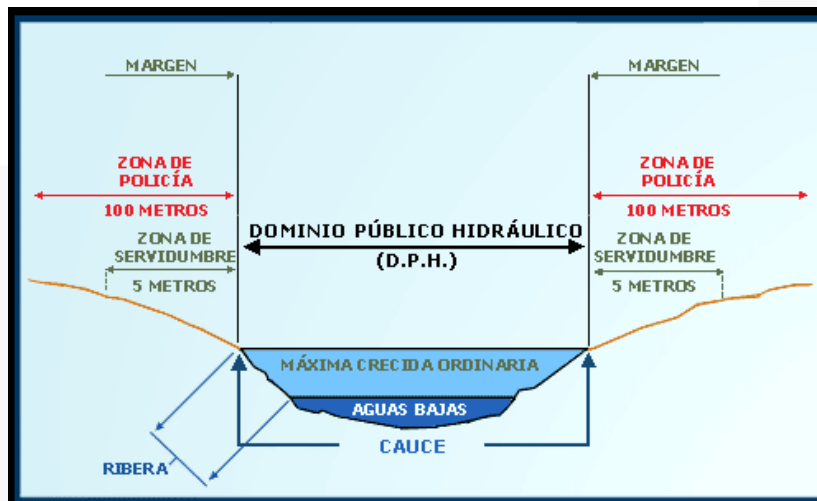 MARGEN
MARGEN
ZONA DE
POLICÍA
100 METROS
ZONA DE
POLICÍA
100 METROS
DOMINIO PÚBLICO HIDRÁULICO
(D.P.H.)
ZONA DE
SERVIDUMBRE
5 METROS
ZONA DE
SERVIDUMBRE
5 METROS
MÁXIMA CRECIDA ORDINARIA
AGUAS BAJAS
CAUCE
RIBERA